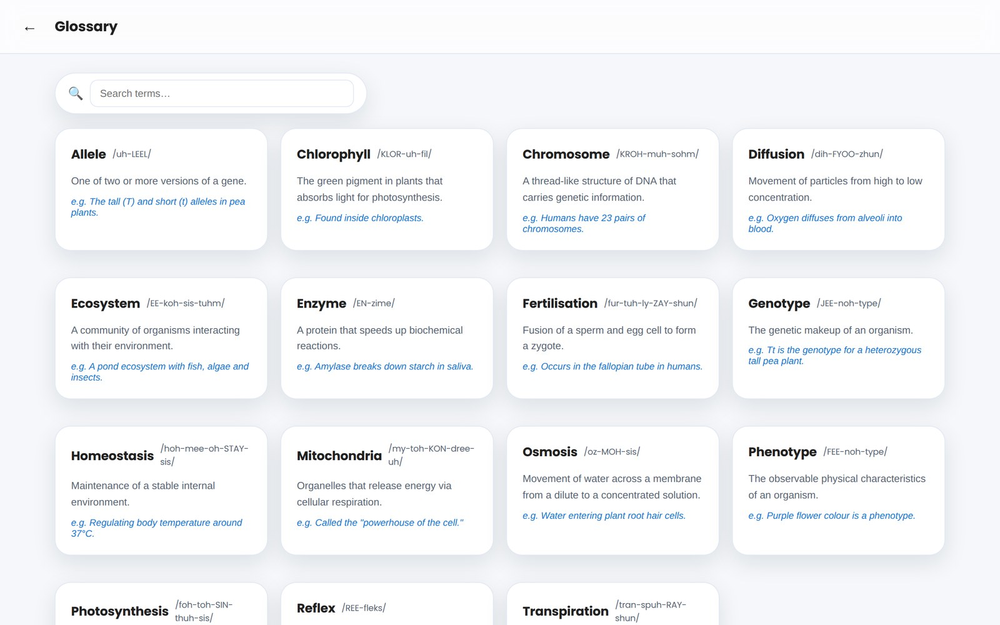 ← Glossary
🔍 Search terms…
Allele /uh-LEEL/
One of two or more versions of a gene.
e.g. The tall (T) and short (t) alleles in pea
plants.
Chlorophyll /KLOR-uh-fil/
The green pigment in plants that
absorbs light for photosynthesis.
e.g. Found inside chloroplasts.
Chromosome /KROH-muh-sohm/
A thread-like structure of DNA that
carries genetic information.
e.g. Humans have 23 pairs of
chromosomes.
Diffusion /dih-FYOO-zhun/
Movement of particles from high to low
concentration.
e.g. Oxygen diffuses from alveoli into
blood.
Ecosystem /EE-koh-sis-tuhm/
A community of organisms interacting
with their environment.
e.g. A pond ecosystem with fish, algae and
insects.
Enzyme /EN-zime/
A protein that speeds up biochemical
reactions.
e.g. Amylase breaks down starch in saliva.
Fertilisation /fur-tuh-ly-ZAY-shun/
Fusion of a sperm and egg cell to form
a zygote.
e.g. Occurs in the fallopian tube in humans.
Genotype /JEE-noh-type/
The genetic makeup of an organism.
e.g. Tt is the genotype for a heterozygous
tall pea plant.
Homeostasis /hoh-mee-oh-STAY-
sis/
Maintenance of a stable internal
environment.
e.g. Regulating body temperature around
37°C.
Mitochondria /my-toh-KON-dree-
uh/
Organelles that release energy via
cellular respiration.
e.g. Called the "powerhouse of the cell."
Osmosis /oz-MOH-sis/
Movement of water across a membrane
from a dilute to a concentrated solution.
e.g. Water entering plant root hair cells.
Phenotype /FEE-noh-type/
The observable physical characteristics
of an organism.
e.g. Purple flower colour is a phenotype.
Photosynthesis /foh-toh-SIN-
thuh-sis/
Reflex /REE-fleks/
Transpiration /tran-spuh-RAY-
shun/